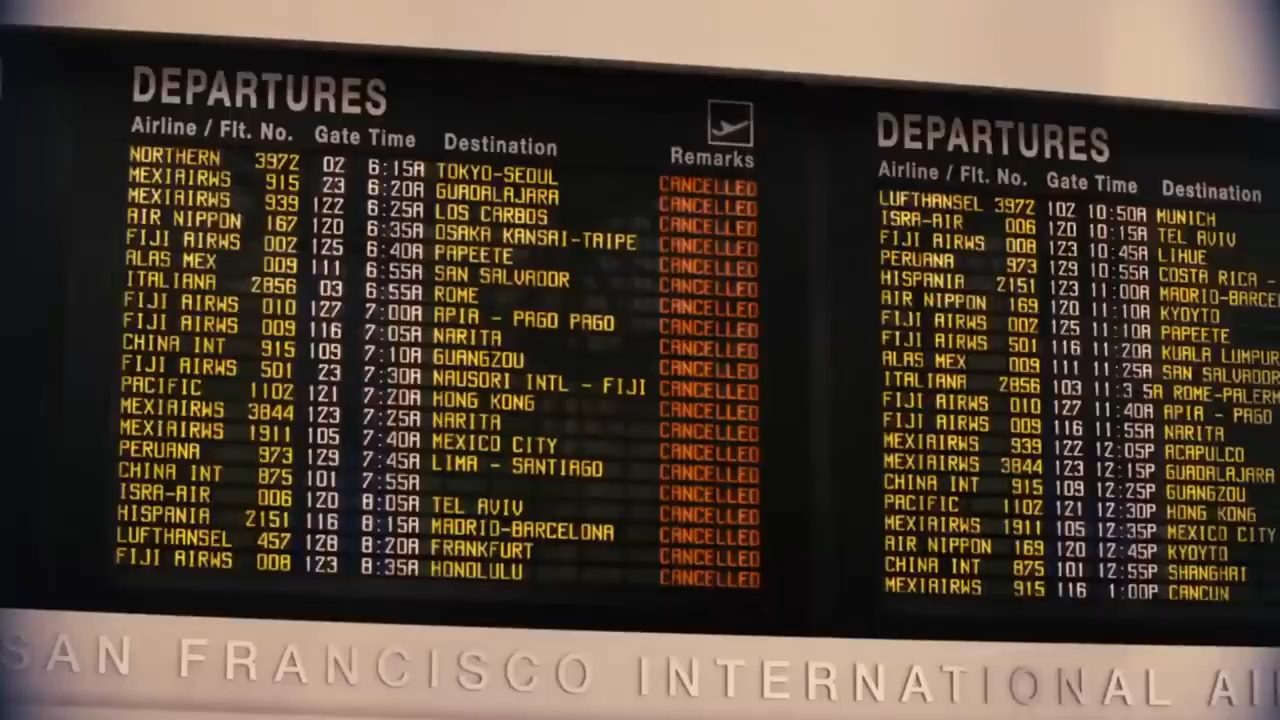 DEPARTURES
Airline / Flt. No. Gate Time Destination Remarks
NORTHERN 3972 02 6:15A TOKYO-SEOUL CANCELLED
MEXIAIRWS 915 23 6:20A GUADALAJARA CANCELLED
MEXIAIRWS 939 122 6:25A LOS CARBOS CANCELLED
AIR NIPPON 167 120 6:35A OSAKA KANSAI-TAIPE CANCELLED
FIJI AIRWS 002 125 6:40A PAPEETE CANCELLED
ALAS MEX 009 111 6:55A SAN SALVADOR CANCELLED
ITALIANA 2856 03 6:55A ROME CANCELLED
FIJI AIRWS 010 127 7:00A APIA - PAGO PAGO CANCELLED
FIJI AIRWS 009 116 7:05A NARITA CANCELLED
CHINA INT 915 109 7:10A GUANGZOU CANCELLED
FIJI AIRWS 501 23 7:30A NAUSORI INTL - FIJI CANCELLED
PACIFIC 1102 121 7:20A HONG KONG CANCELLED
MEXIAIRWS 3844 123 7:25A NARITA CANCELLED
MEXIAIRWS 1911 105 7:40A MEXICO CITY CANCELLED
PERUANA 973 129 7:45A LIMA - SANTIAGO CANCELLED
CHINA INT 875 101 7:55A CANCELLED
ISRA-AIR 006 120 8:05A TEL AVIV CANCELLED
HISPANIA 2151 116 8:15A MADRID-BARCELONA CANCELLED
LUFTHANSEL 457 128 8:20A FRANKFURT CANCELLED
FIJI AIRWS 008 123 8:35A HONOLULU CANCELLED
DEPARTURES
Airline / Flt. No. Gate Time Destination
LUFTHANSEL 3972 102 10:50A MUNICH
ISRA-AIR 006 120 10:15A TEL AVIV
FIJI AIRWS 008 123 10:45A LIHUE
PERUANA 973 129 10:55A COSTA RICA -
HISPANIA 2151 123 11:00A MADRID-BARCE
AIR NIPPON 169 120 11:10A KYOYTO
FIJI AIRWS 002 125 11:10A PAPEETE
FIJI AIRWS 501 116 11:20A KUALA LUMPUR
ALAS MEX 009 111 11:25A SAN SALVADOR
ITALIANA 2856 103 11:3 5A ROME-PALERM
FIJI AIRWS 010 127 11:40A APIA - PAGO
FIJI AIRWS 009 116 11:55A NARITA
MEXIAIRWS 939 122 12:05P ACAPULCO
MEXIAIRWS 3844 123 12:15P GUADALAJARA
CHINA INT 915 109 12:25P GUANGZOU
PACIFIC 1102 121 12:30P HONG KONG
MEXIAIRWS 1911 105 12:35P MEXICO CITY
AIR NIPPON 169 120 12:45P KYOYTO
CHINA INT 875 101 12:55P SHANGHAI
MEXIAIRWS 915 116 1:00P CANCUN
SAN FRANCISCO INTERNATIONAL AI